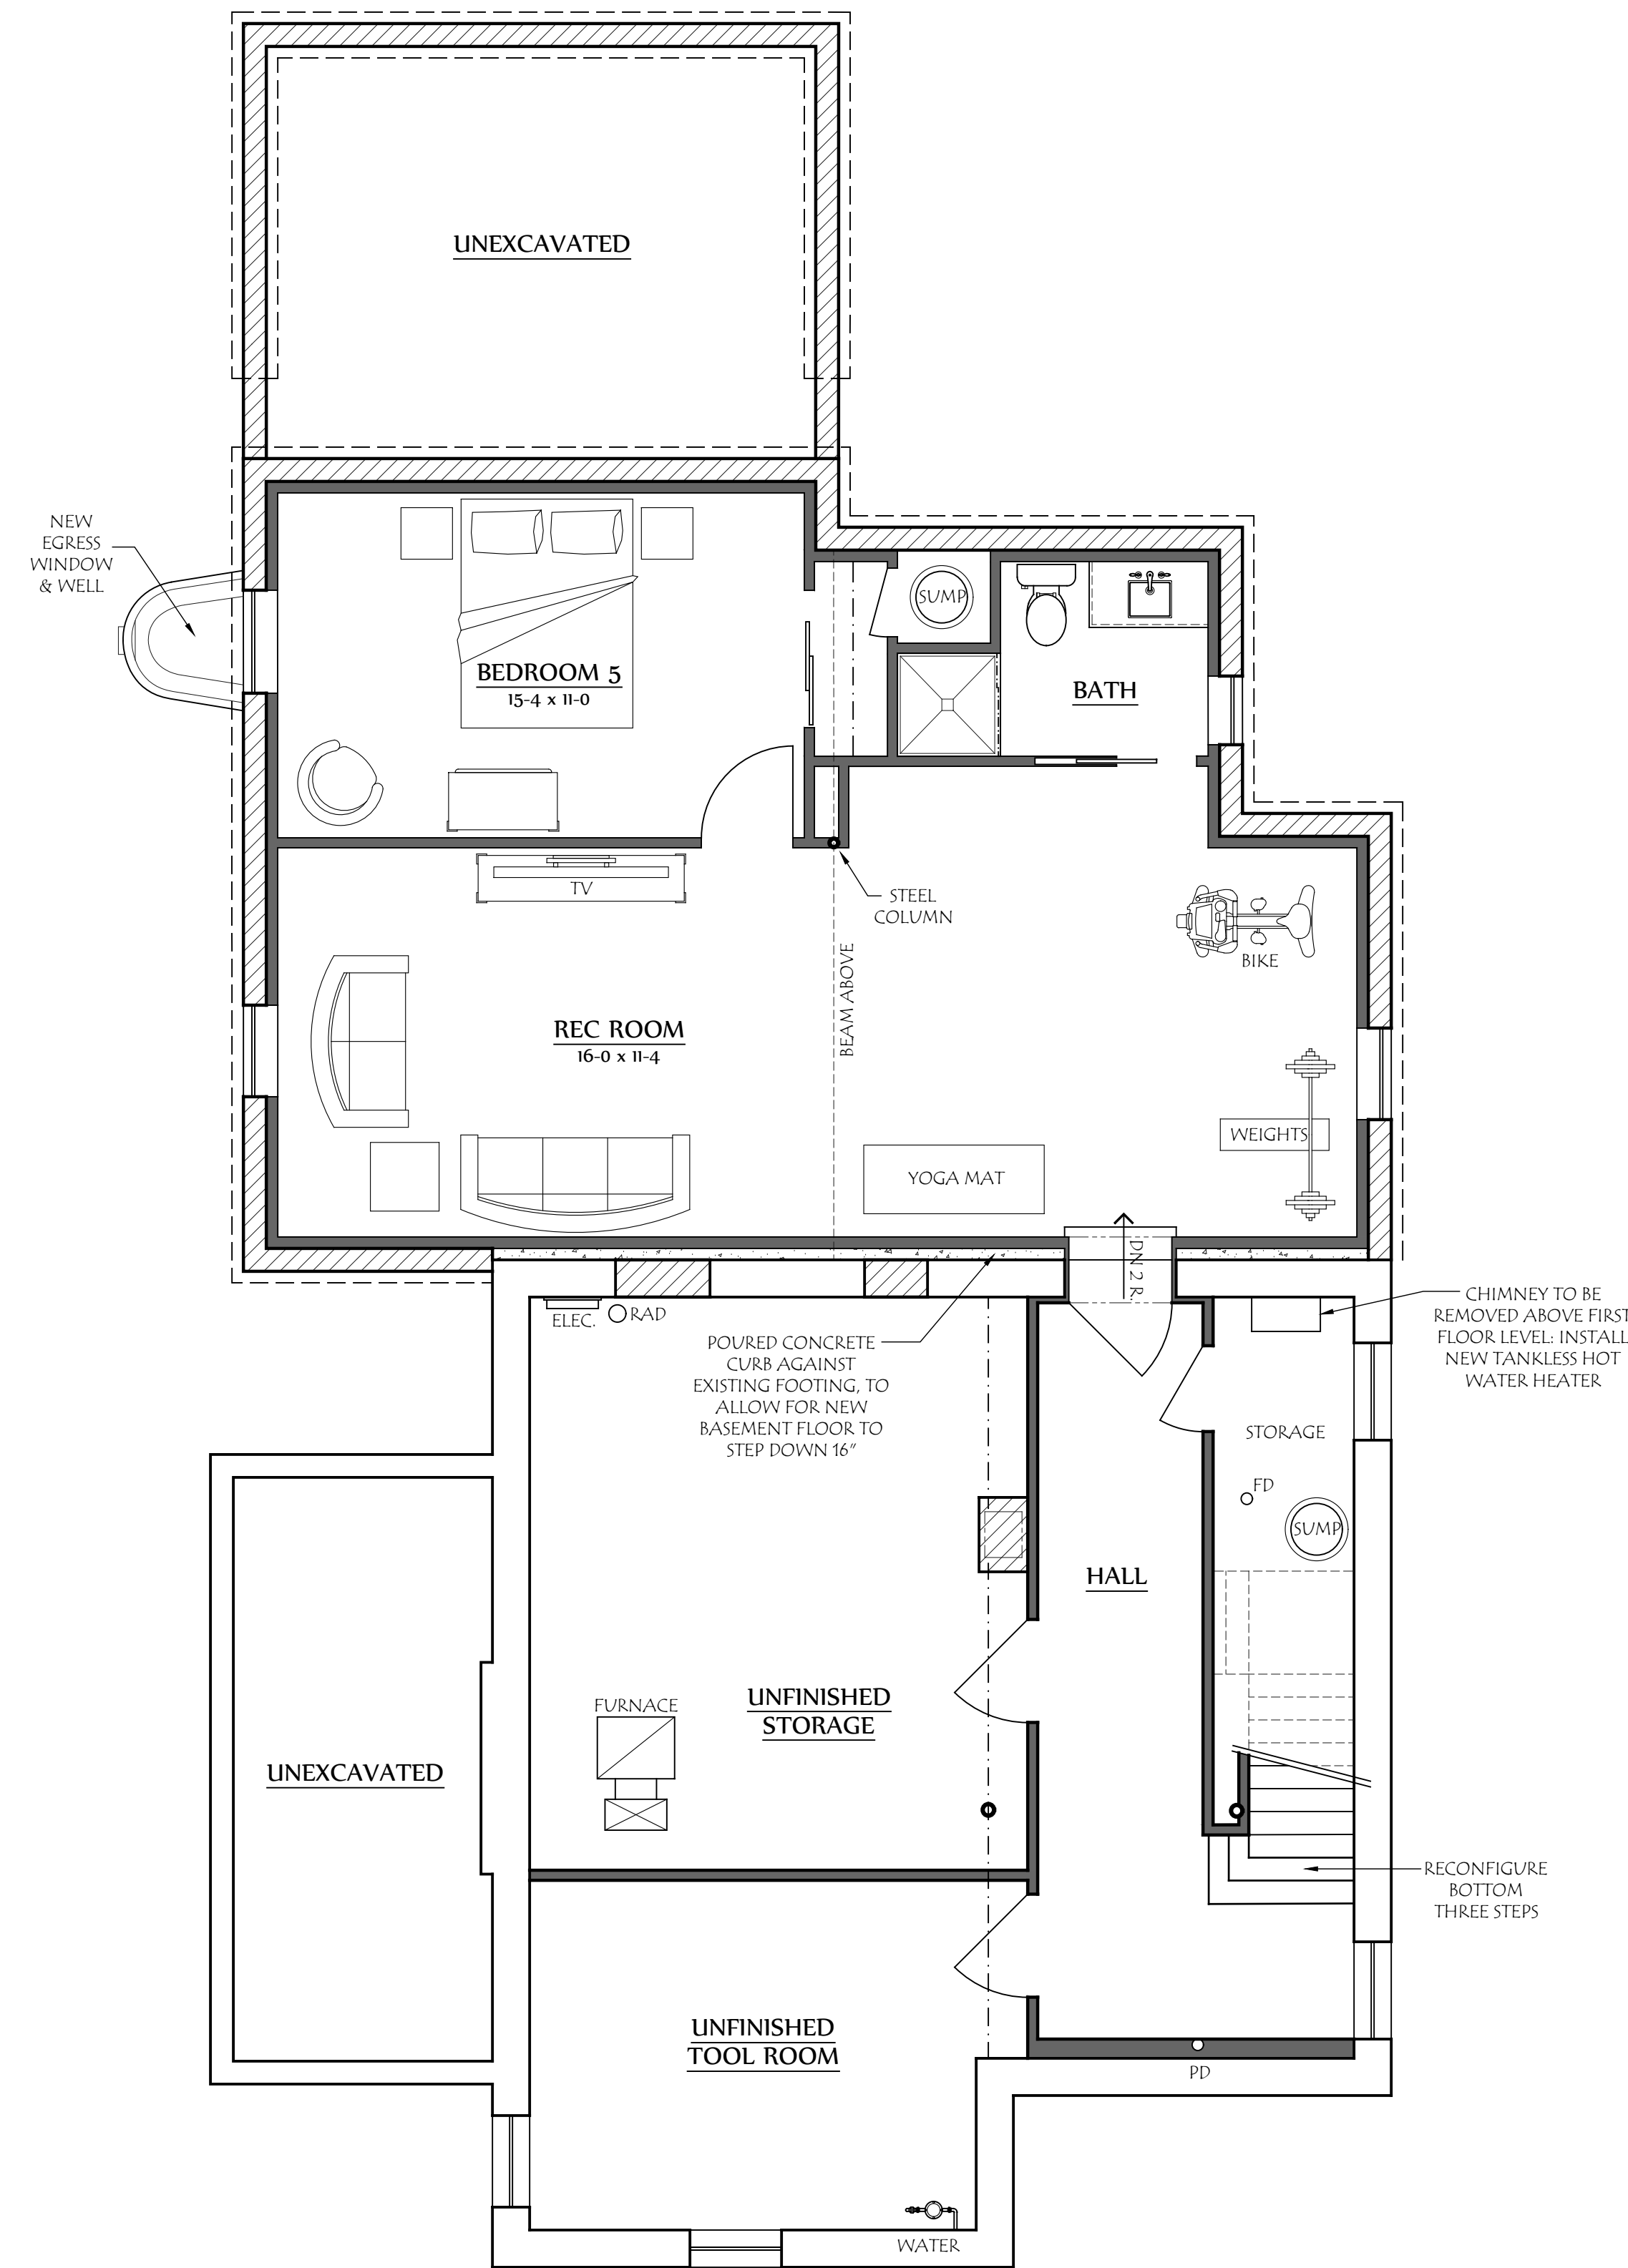 UNEXCAVATED
NEW
EGRESS
WINDOW
& WELL
SUMP
BEDROOM 5
15-4 x 11-0
BATH
TV
STEEL
COLUMN
BIKE
BEAM ABOVE
REC ROOM
16-0 x 11-4
WEIGHTS
YOGA MAT
DN 2 R.
ELEC.
RAD
CHIMNEY TO BE
REMOVED ABOVE FIRST
FLOOR LEVEL: INSTALL
NEW TANKLESS HOT
WATER HEATER
POURED CONCRETE
CURB AGAINST
EXISTING FOOTING, TO
ALLOW FOR NEW
BASEMENT FLOOR TO
STEP DOWN 16"
STORAGE
FD
SUMP
HALL
FURNACE
UNFINISHED
STORAGE
UNEXCAVATED
RECONFIGURE
BOTTOM
THREE STEPS
UNFINISHED
TOOL ROOM
PD
WATER